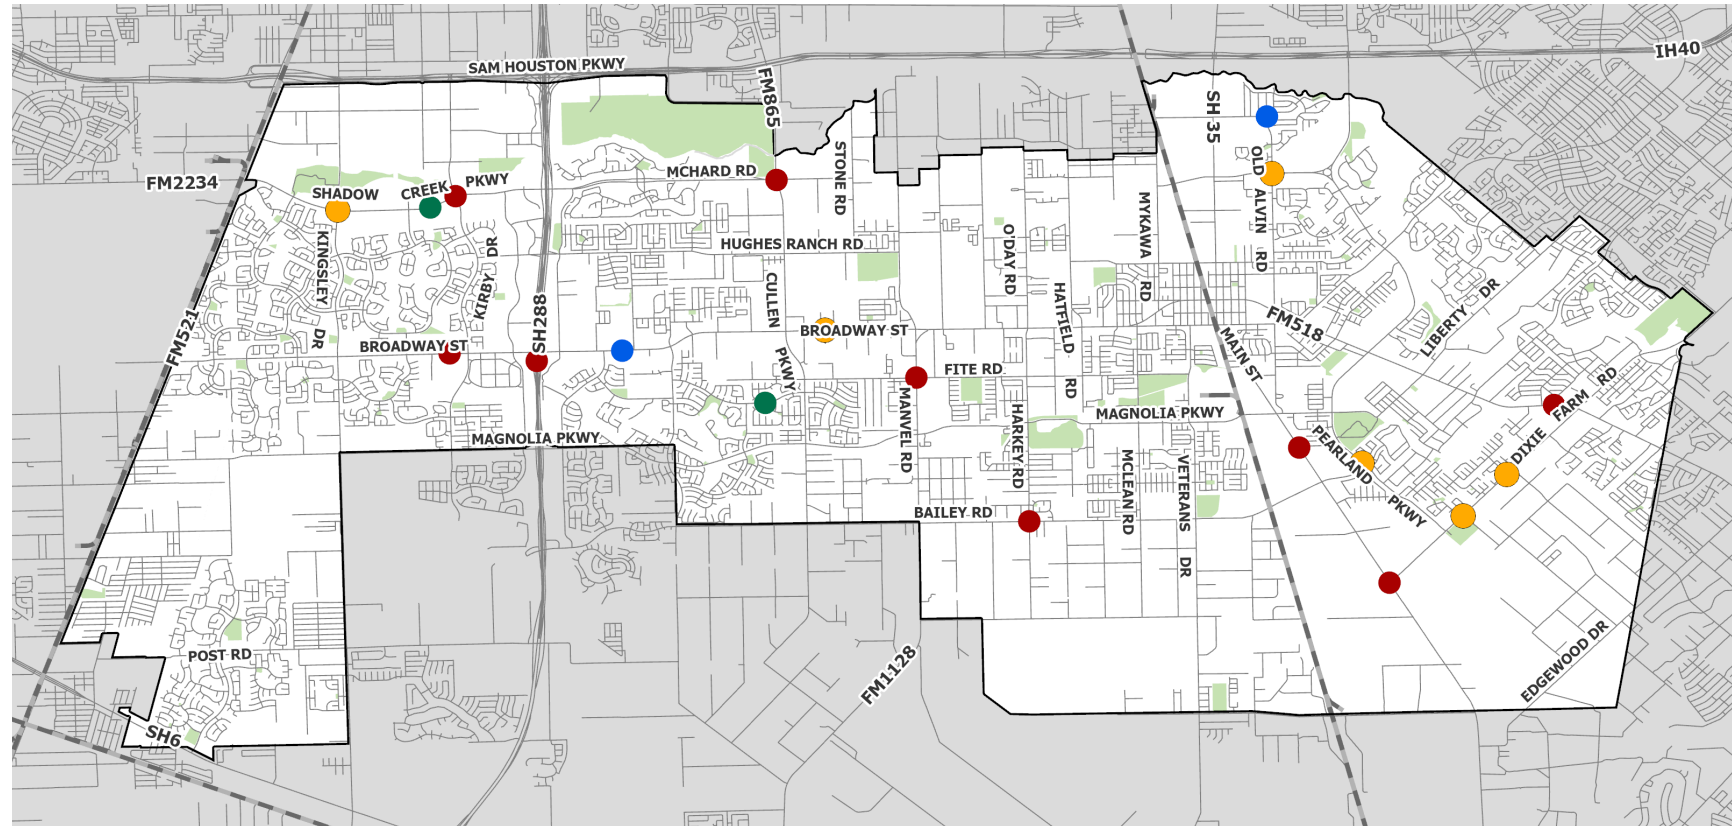 IH40
SAM HOUSTON PKWY
FM865
SH 35
FM2234
SHADOW
CREEK
PKWY
MCHARD RD
STONE RD
OLD
ALVIN
RD
MYKAWA
RD
KINGSLEY
DR
KIRBY
DR
HUGHES RANCH RD
O'DAY RD
CULLEN
PKWY
HATFIELD
RD
LIBERTY DR
FM521
SH288
BROADWAY ST
BROADWAY ST
FM518
MAIN ST
FITE RD
MANVEL RD
HARKEY RD
MAGNOLIA PKWY
MAGNOLIA PKWY
DIXIE
FARM
RD
PEARLAND
PKWY
MCLEAN RD
VETERANS
DR
BAILEY RD
POST RD
FM1128
EDGEWOOD DR
SH6